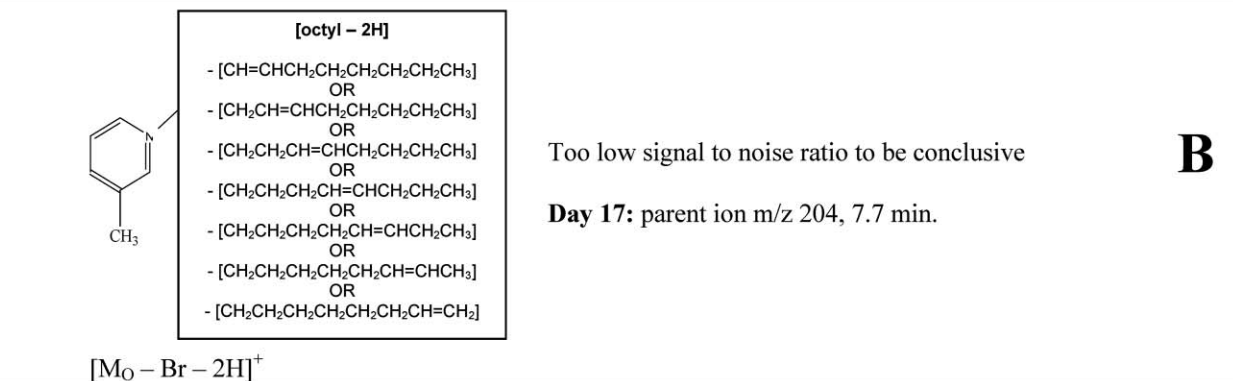 [octyl – 2H]
- [CH=CHCH₂CH₂CH₂CH₂CH₂CH₃]
OR
- [CH₂CH=CHCH₂CH₂CH₂CH₂CH₃]
OR
- [CH₂CH₂CH=CHCH₂CH₂CH₂CH₃]
OR
- [CH₂CH₂CH₂CH=CHCH₂CH₂CH₃]
OR
- [CH₂CH₂CH₂CH₂CH=CHCH₂CH₃]
OR
- [CH₂CH₂CH₂CH₂CH₂CH=CHCH₃]
OR
- [CH₂CH₂CH₂CH₂CH₂CH₂CH=CH₂]
N
CH₃
[M_O – Br – 2H]⁺
Too low signal to noise ratio to be conclusive
Day 17: parent ion m/z 204, 7.7 min.
B